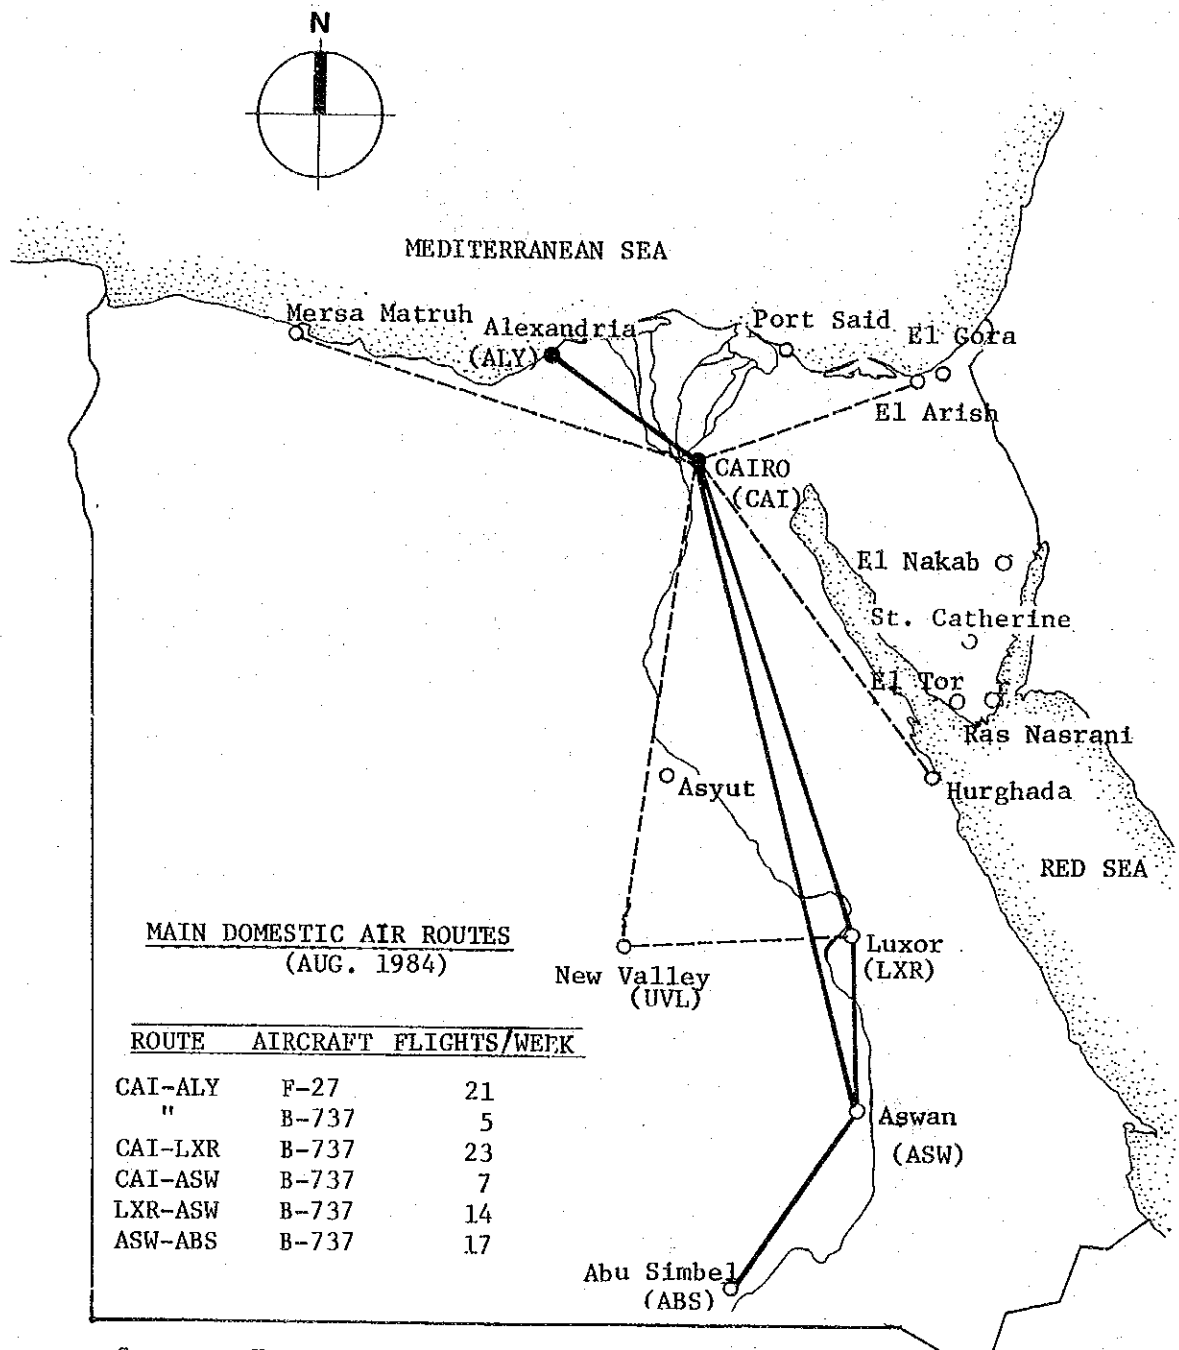 N
MEDITERRANEAN SEA
Mersa Matruh
Alexandria
(ALY)
Port Said
El Gora
El Arish
CAIRO
(CAI)
El Nakab
St. Catherine
El Tor
Ras Nasrani
Asyut
Hurghada
RED SEA
MAIN DOMESTIC AIR ROUTES
(AUG. 1984)
New Valley
(UVL)
Luxor
(LXR)
ROUTE AIRCRAFT FLIGHTS/WEEK
CAI-ALY F-27 21
" B-737 5
CAI-LXR B-737 23
CAI-ASW B-737 7
LXR-ASW B-737 14
ASW-ABS B-737 17
Aswan
(ASW)
Abu Simbel
(ABS)